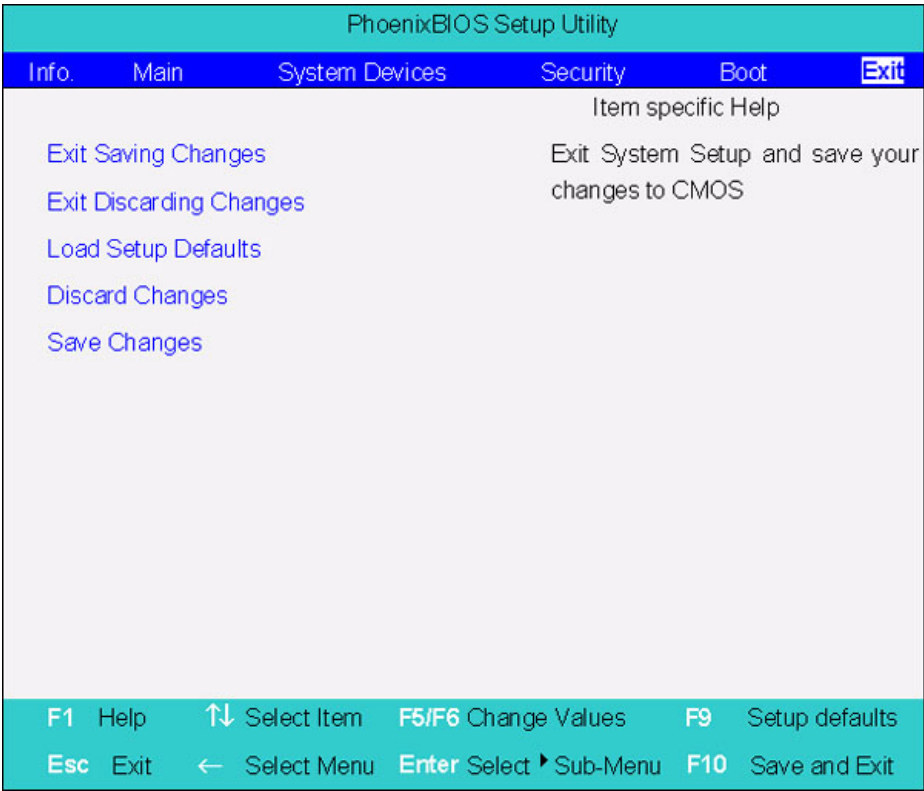 PhoenixBIOS Setup Utility
Info. Main System Devices Security Boot Exit
Item specific Help
Exit Saving Changes
Exit Discarding Changes
Load Setup Defaults
Discard Changes
Save Changes
Exit System Setup and save your
changes to CMOS
F1 Help ↑↓ Select Item F5/F6 Change Values F9 Setup defaults
Esc Exit ← Select Menu Enter Select ▶ Sub-Menu F10 Save and Exit